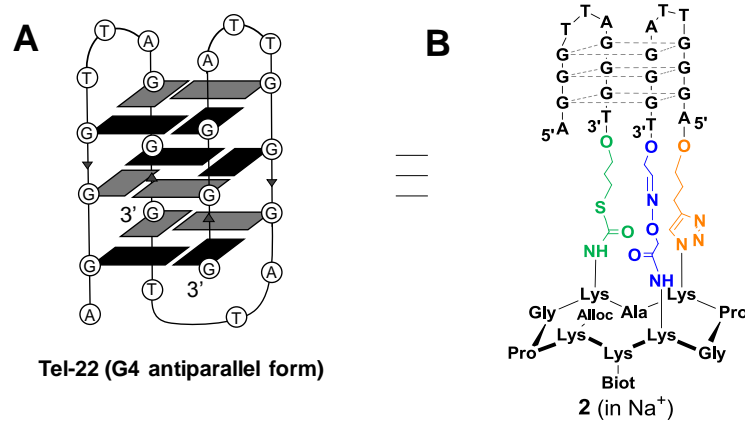 A
T T A T T
T A G A G
G G
G G
G G
3' G G
G 3' G
A T T A
Tel-22 (G4 antiparallel form)
B
T T A A T T
T G G G
G G G G
G G G G
5' A 3' T 3' T A 5'
O O O
S N N N
O O N
NH O NH
Lys Lys
Gly Alloc Ala Pro
Pro Lys Lys Gly
Lys
Biot
2 (in Na+)